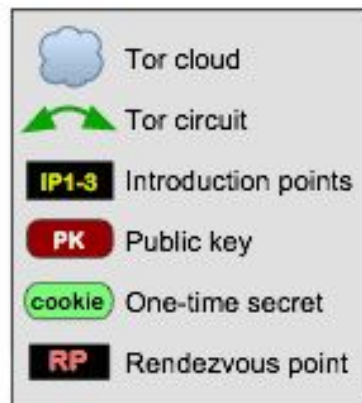 Tor cloud
Tor circuit
IP1-3 Introduction points
PK Public key
cookie One-time secret
RP Rendezvous point